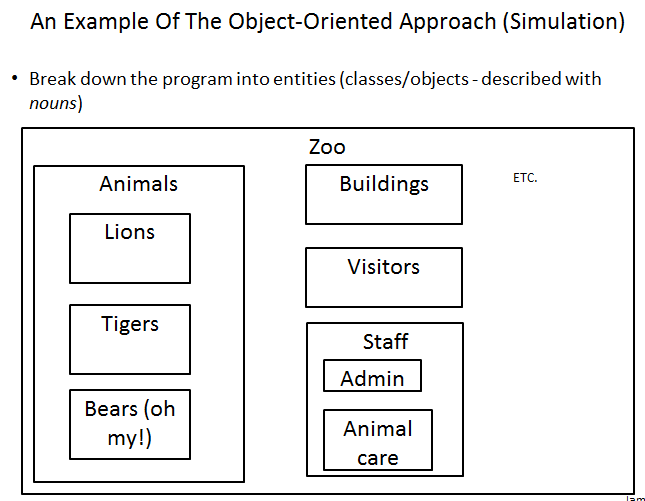 An Example Of The Object-Oriented Approach (Simulation)
• Break down the program into entities (classes/objects - described with
nouns)
Zoo
Animals
Lions
Tigers
Bears (oh
my!)
Buildings
Visitors
Staff
Admin
Animal
care
ETC.